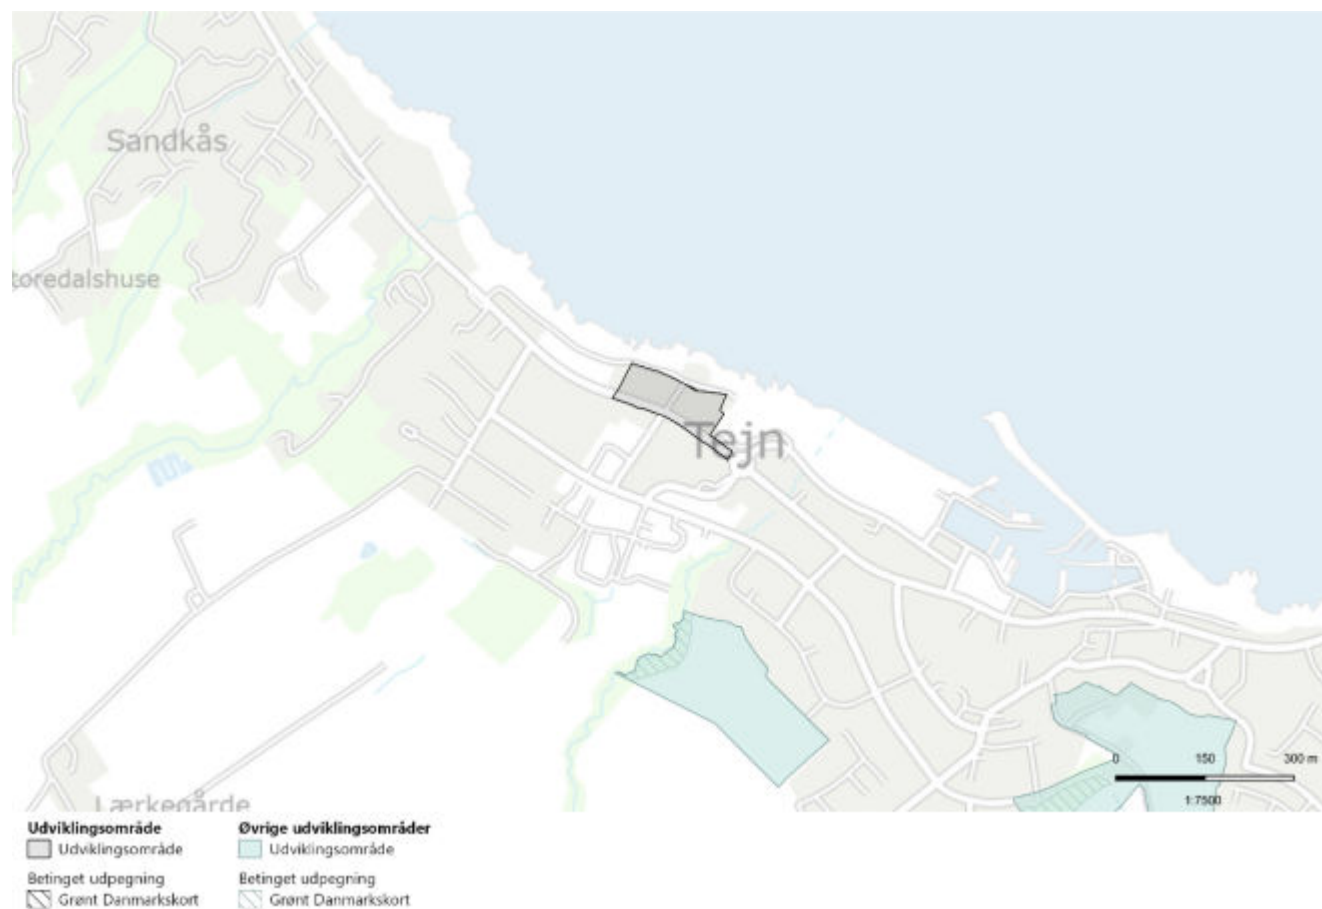 Sandkås
toredalshuse
Tejn
0 150 300 m
1:7500
Lærkegårde
Udviklingsområde Øvrige udviklingsområder
Udviklingsområde Udviklingsområde
Betinget udpegning Betinget udpegning
Grønt Danmarkskort Grønt Danmarkskort